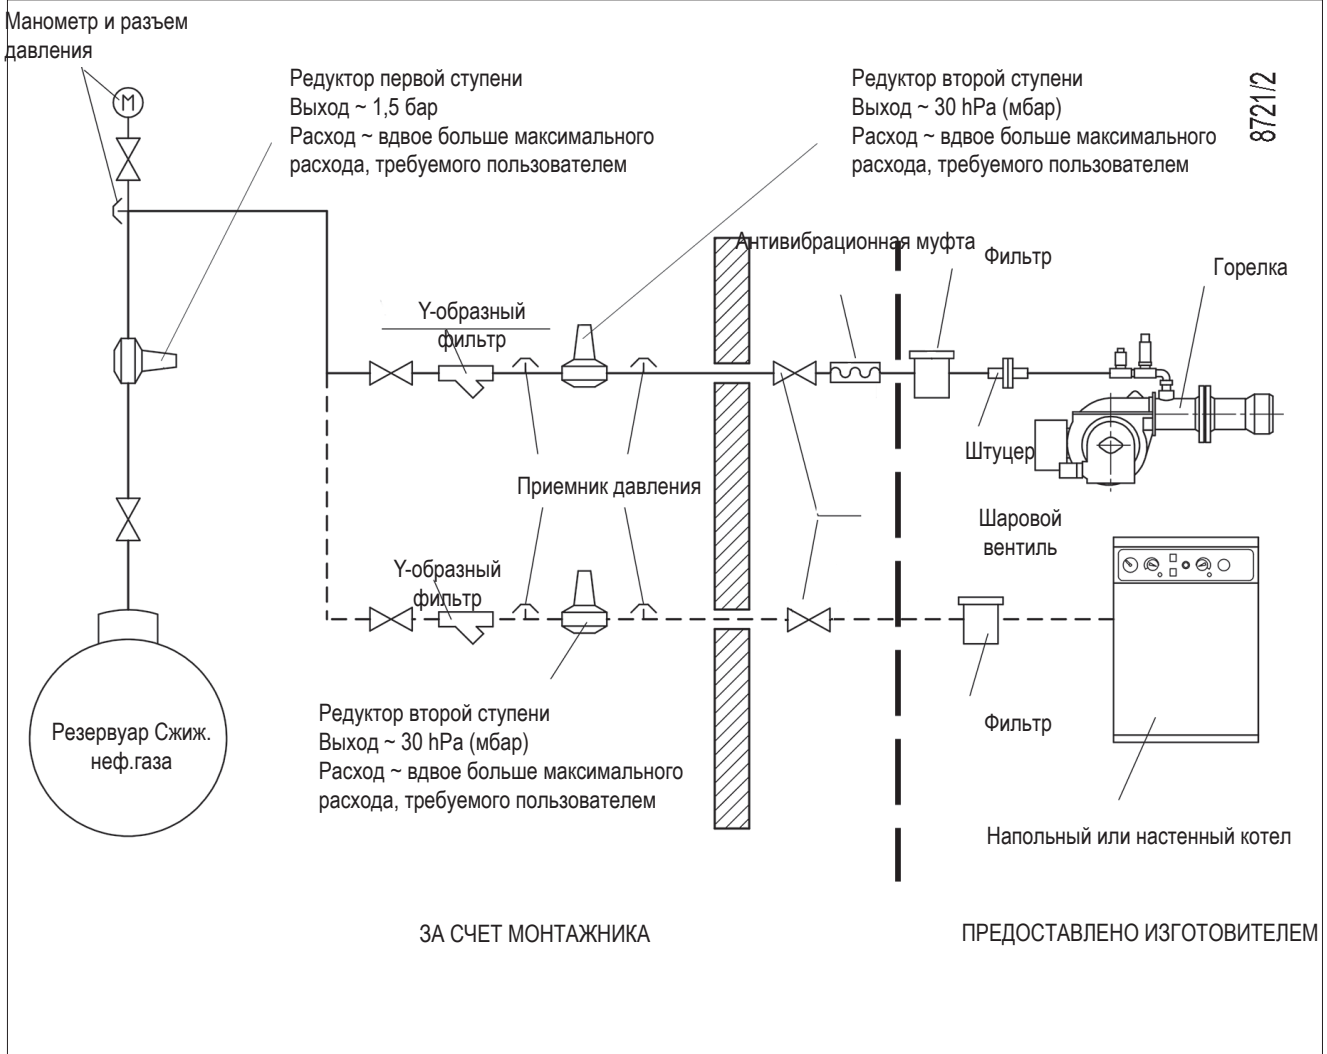 Манометр и разъем
давления
M
Редуктор первой ступени
Выход ~ 1,5 бар
Расход ~ вдвое больше максимального
расхода, требуемого пользователем
Редуктор второй ступени
Выход ~ 30 hPa (мбар)
Расход ~ вдвое больше максимального
расхода, требуемого пользователем
8721/2
Антивибрационная муфта
Фильтр
Горелка
Y-образный
фильтр
Штуцер
Приемник давления
Шаровой
вентиль
Y-образный
фильтр
Резервуар Сжиж.
неф.газа
Редуктор второй ступени
Выход ~ 30 hPa (мбар)
Расход ~ вдвое больше максимального
расхода, требуемого пользователем
Фильтр
Напольный или настенный котел
ЗА СЧЕТ МОНТАЖНИКА
ПРЕДОСТАВЛЕНО ИЗГОТОВИТЕЛЕМ